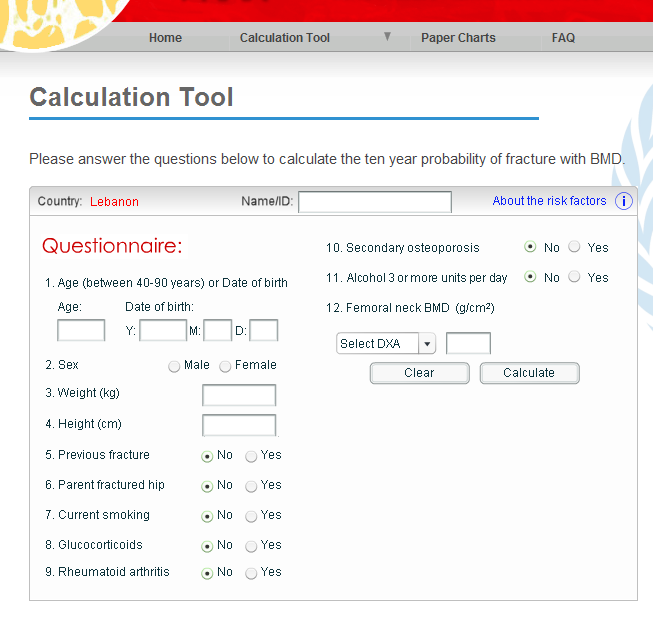 Home Calculation Tool Paper Charts FAQ
Calculation Tool
Please answer the questions below to calculate the ten year probability of fracture with BMD.
Country: Lebanon Name/ID: About the risk factors i
Questionnaire:
1. Age (between 40-90 years) or Date of birth
Age: Date of birth:
Y: M: D:
2. Sex Male Female
3. Weight (kg)
4. Height (cm)
5. Previous fracture No Yes
6. Parent fractured hip No Yes
7. Current smoking No Yes
8. Glucocorticoids No Yes
9. Rheumatoid arthritis No Yes
10. Secondary osteoporosis No Yes
11. Alcohol 3 or more units per day No Yes
12. Femoral neck BMD (g/cm²)
Select DXA
Clear Calculate